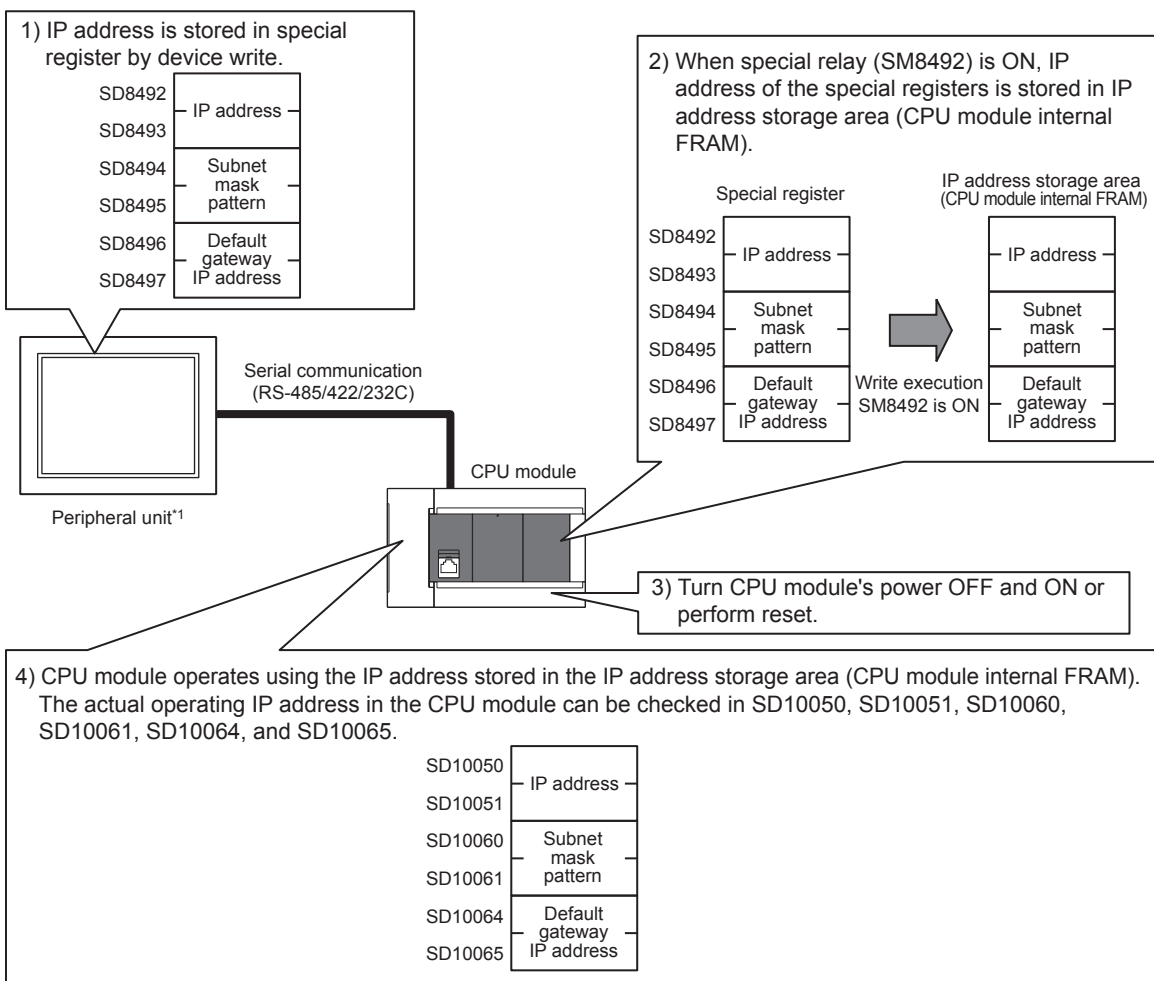 1) IP address is stored in special
register by device write.
SD8492
IP address
SD8493
SD8494
Subnet
mask
pattern
SD8495
SD8496
Default
gateway
IP address
SD8497
2) When special relay (SM8492) is ON, IP
address of the special registers is stored in IP
address storage area (CPU module internal
FRAM).
Special register
IP address storage area
(CPU module internal FRAM)
SD8492
IP address
IP address
SD8493
SD8494
Subnet
mask
pattern
Subnet
mask
pattern
SD8495
SD8496
Default
gateway
IP address
SD8497
Write execution
SM8492 is ON
Default
gateway
IP address
Serial communication
(RS-485/422/232C)
CPU module
Peripheral unit*1
3) Turn CPU module's power OFF and ON or
perform reset.
4) CPU module operates using the IP address stored in the IP address storage area (CPU module internal FRAM).
The actual operating IP address in the CPU module can be checked in SD10050, SD10051, SD10060,
SD10061, SD10064, and SD10065.
SD10050
IP address
SD10051
SD10060
Subnet
mask
pattern
SD10061
SD10064
Default
gateway
IP address
SD10065